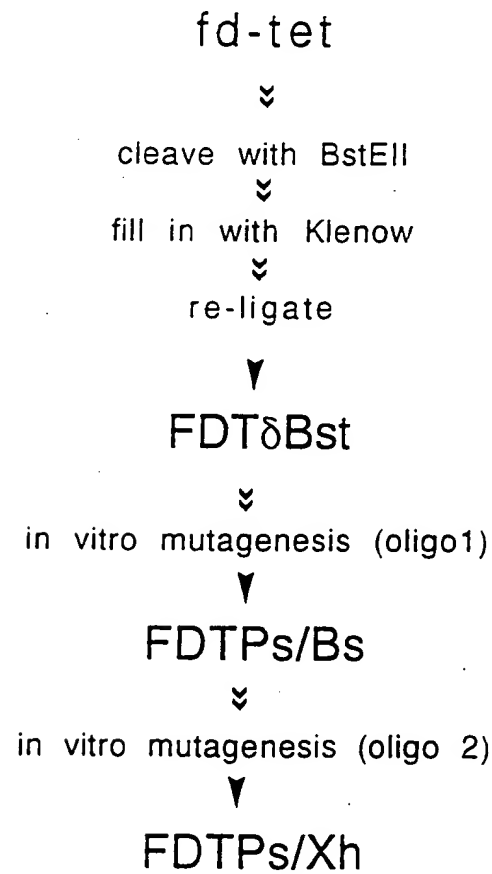 fd-tet
cleave with BstEII
fill in with Klenow
re-ligate
FDTδBst
in vitro mutagenesis (oligo1)
FDTPs/Bs
in vitro mutagenesis (oligo 2)
FDTPs/Xh